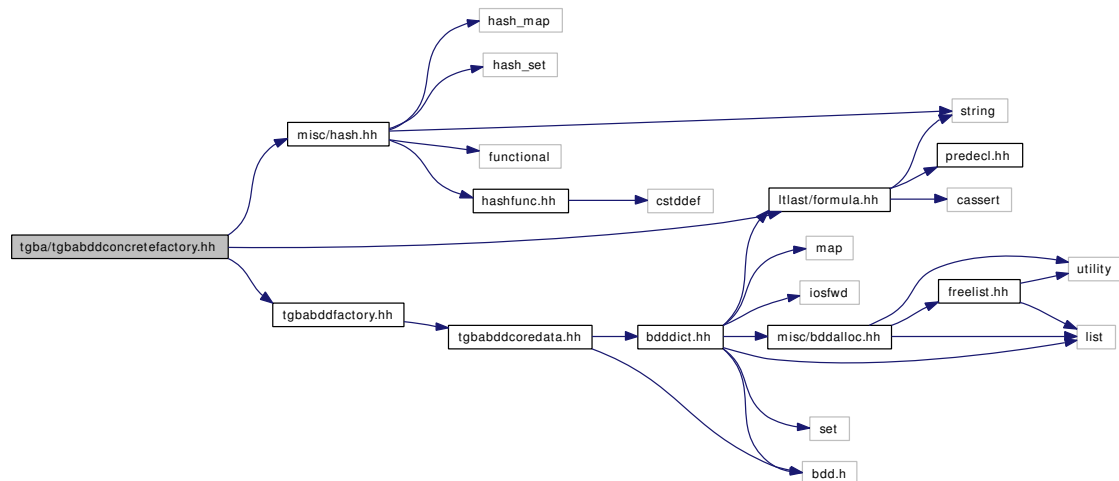 hash_map
hash_set
string
misc/hash.hh
functional
predecl.hh
hashfunc.hh
cstddef
ltlast/formula.hh
cassert
tgba/tgbabddconcretefactory.hh
map
utility
iosfwd
freelist.hh
tgbabddfactory.hh
tgbabddcoredata.hh
bdddict.hh
misc/bddalloc.hh
list
set
bdd.h